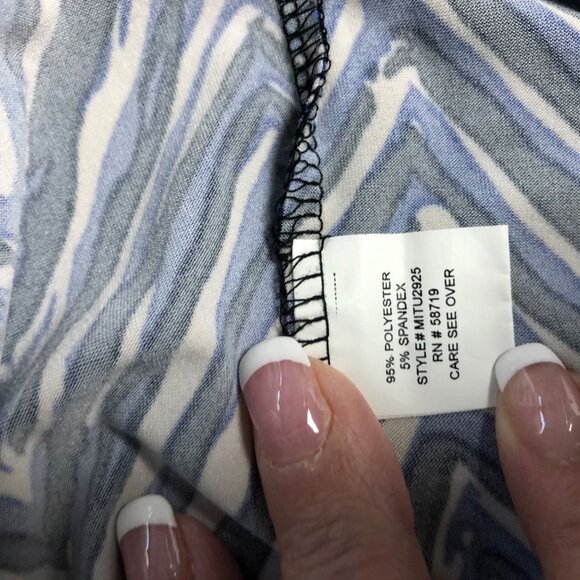 95% POLYESTER
5% SPANDEX
STYLE# MITU2925
RN # 58719
CARE SEE OVER